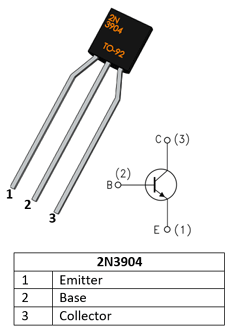 2N
3904
TO-92
1
2
3
C (3)
(2)
B
E (1)
2N3904
1 Emitter
2 Base
3 Collector